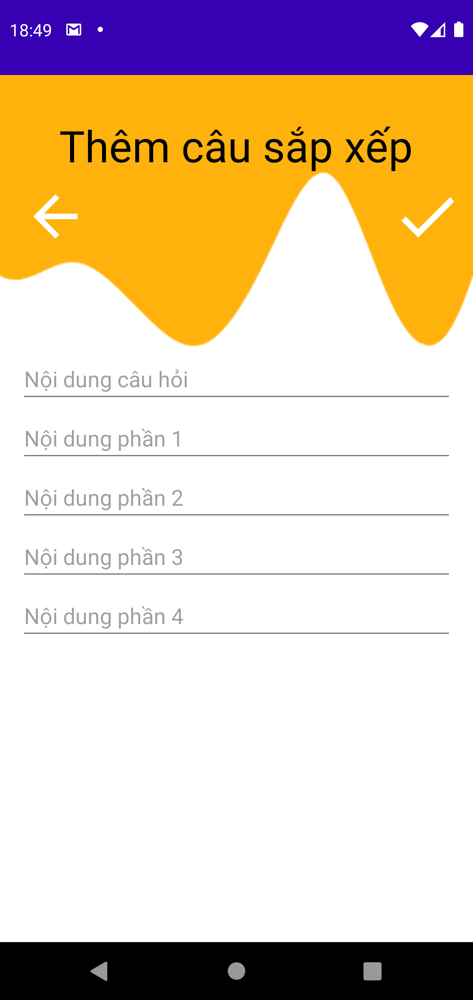 18:49
Thêm câu sắp xếp
Nội dung câu hỏi
Nội dung phần 1
Nội dung phần 2
Nội dung phần 3
Nội dung phần 4